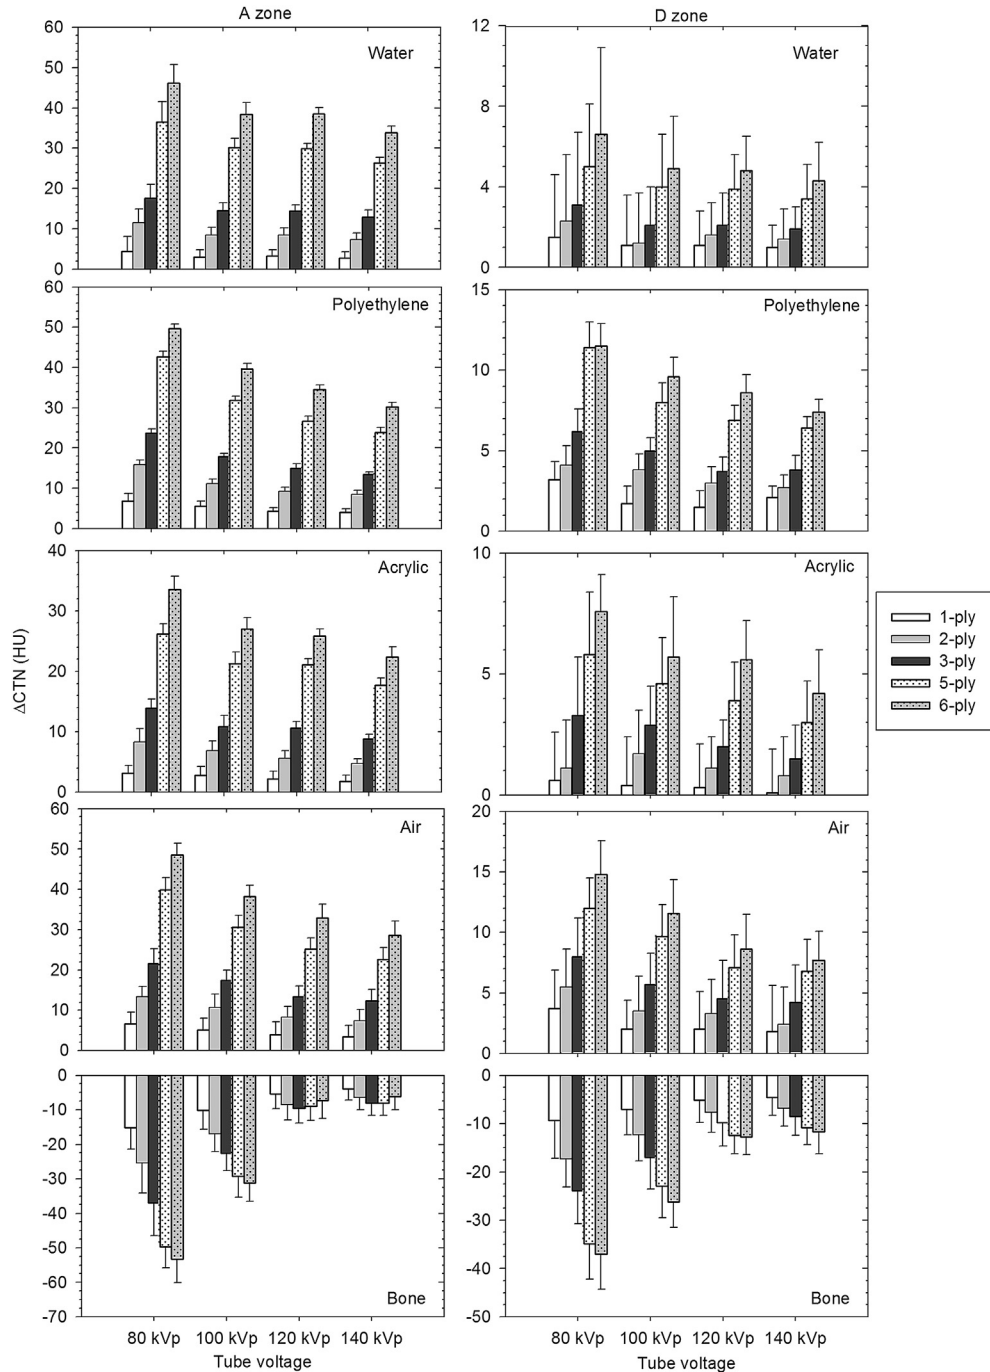 A zone
D zone
60
50
40
30
20
10
0
Water
12
8
4
0
Water
60
50
40
30
20
10
0
Polyethylene
15
10
5
0
Polyethylene
40
30
20
10
0
Acrylic
10
5
0
Acrylic
ΔCTN (HU)
1-ply
2-ply
3-ply
5-ply
6-ply
60
50
40
30
20
10
0
Air
20
15
10
5
0
Air
0
-10
-20
-30
-40
-50
-60
-70
Bone
0
-10
-20
-30
-40
-50
Bone
80 kVp 100 kVp 120 kVp 140 kVp
Tube voltage
80 kVp 100 kVp 120 kVp 140 kVp
Tube voltage